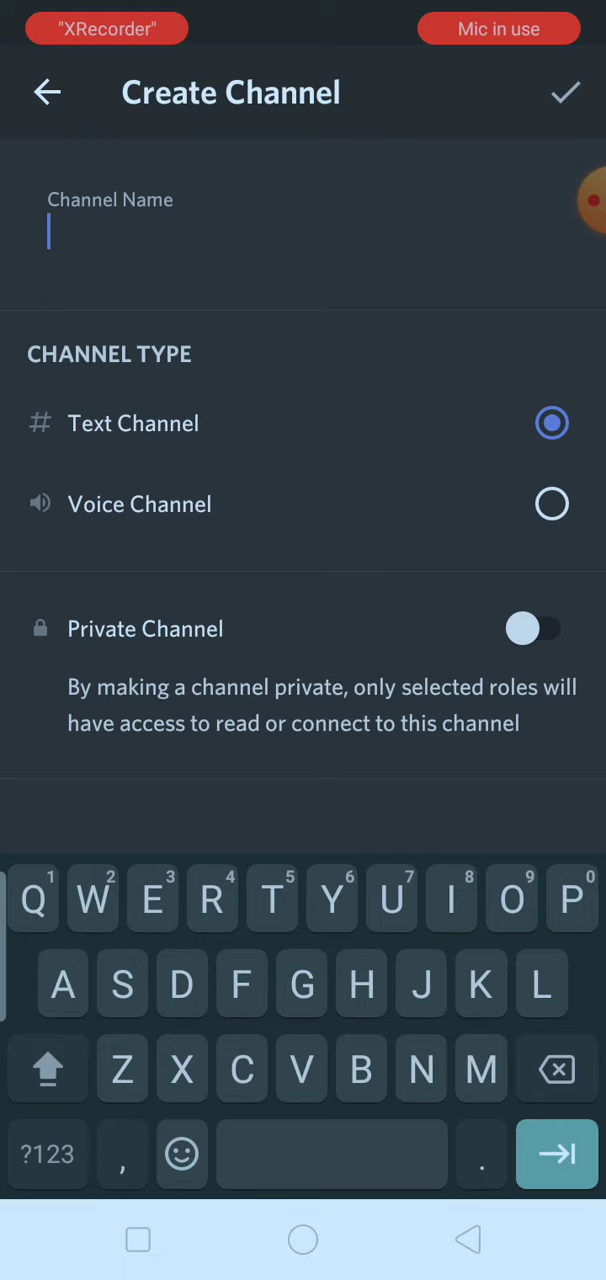 "XRecorder"
Mic in use
Create Channel
Channel Name
CHANNEL TYPE
Text Channel
Voice Channel
Private Channel
By making a channel private, only selected roles will
have access to read or connect to this channel
Q1 W2 E3 R4 T5 Y6 U7 I8 O9 P0
A S D F G H J K L
Z X C V B N M
?123 , .